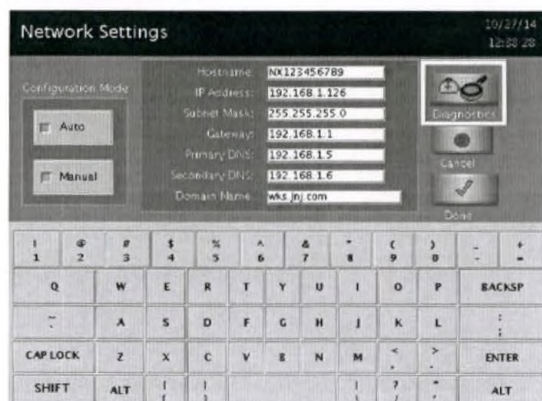 Network Settings
10/27/14
12:38:28
Configuration Mode
Auto
Manual
Hostname: NX123456789
IP Address: 192.168.1.126
Subnet Mask: 255.255.255.0
Gateway: 192.168.1.1
Primary DNS: 192.168.1.5
Secondary DNS: 192.168.1.6
Domain Name: wks.jnj.com
Diagnostics
Cancel
Done
! @ # $ % ^ & * ( ) - +
1 2 3 4 5 6 7 8 9 0 - =
Q W E R T Y U I O P BACKSP
~ A S D F G H J K L :
;
CAP LOCK Z X C V B N M < > ENTER
, .
SHIFT ALT { } | ? " ALT
[ ] \ / '